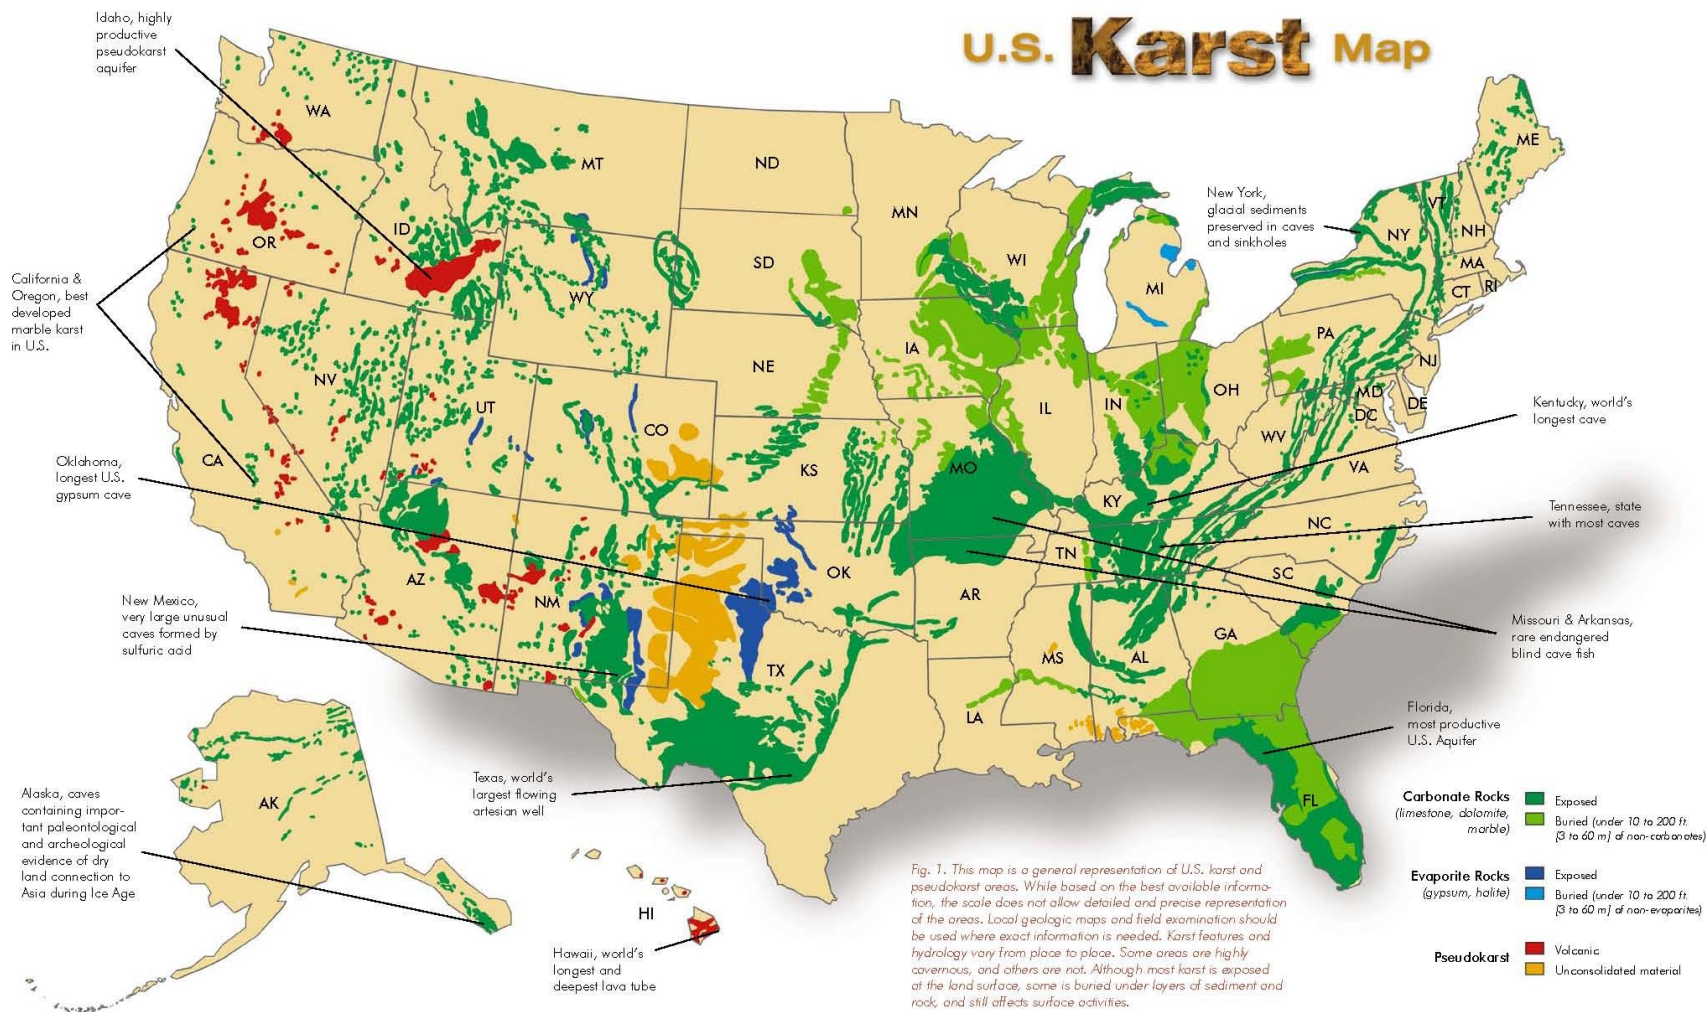 U.S. Karst Map
Idaho, highly
productive
pseudokarst
aquifer
California &
Oregon, best
developed
marble karst
in U.S.
Oklahoma,
longest U.S.
gypsum cave
New Mexico,
very large unusual
caves formed by
sulfuric acid
Alaska, caves
containing impor-
tant paleontological
and archeological
evidence of dry
land connection to
Asia during Ice Age
Texas, world's
largest flowing
artesian well
Hawaii, world's
longest and
deepest lava tube
New York,
glacial sediments
preserved in caves
and sinkholes
Kentucky, world's
longest cave
Tennessee, state
with most caves
Missouri & Arkansas,
rare endangered
blind cave fish
Florida,
most productive
U.S. Aquifer
WA
OR
CA
ID
NV
MT
WY
UT
AZ
CO
NM
ND
SD
NE
KS
OK
TX
MN
IA
MO
AR
LA
WI
IL
MI
IN
OH
KY
TN
MS
AL
GA
FL
SC
NC
VA
WV
MD
DC
DE
PA
NJ
NY
CT
RI
MA
VT
NH
ME
AK
HI
Carbonate Rocks
(limestone, dolomite,
marble)
Exposed
Buried (under 10 to 200 ft.
[3 to 60 m] of non-carbonates)
Evaporite Rocks
(gypsum, halite)
Exposed
Buried (under 10 to 200 ft.
[3 to 60 m] of non-evaporites)
Pseudokarst
Volcanic
Unconsolidated material
Fig. 1. This map is a general representation of U.S. karst and
pseudokarst areas. While based on the best available informa-
tion, the scale does not allow detailed and precise representation
of the areas. Local geologic maps and field examination should
be used where exact information is needed. Karst features and
hydrology vary from place to place. Some areas are highly
cavernous, and others are not. Although most karst is exposed
at the land surface, some is buried under layers of sediment and
rock, and still affects surface activities.